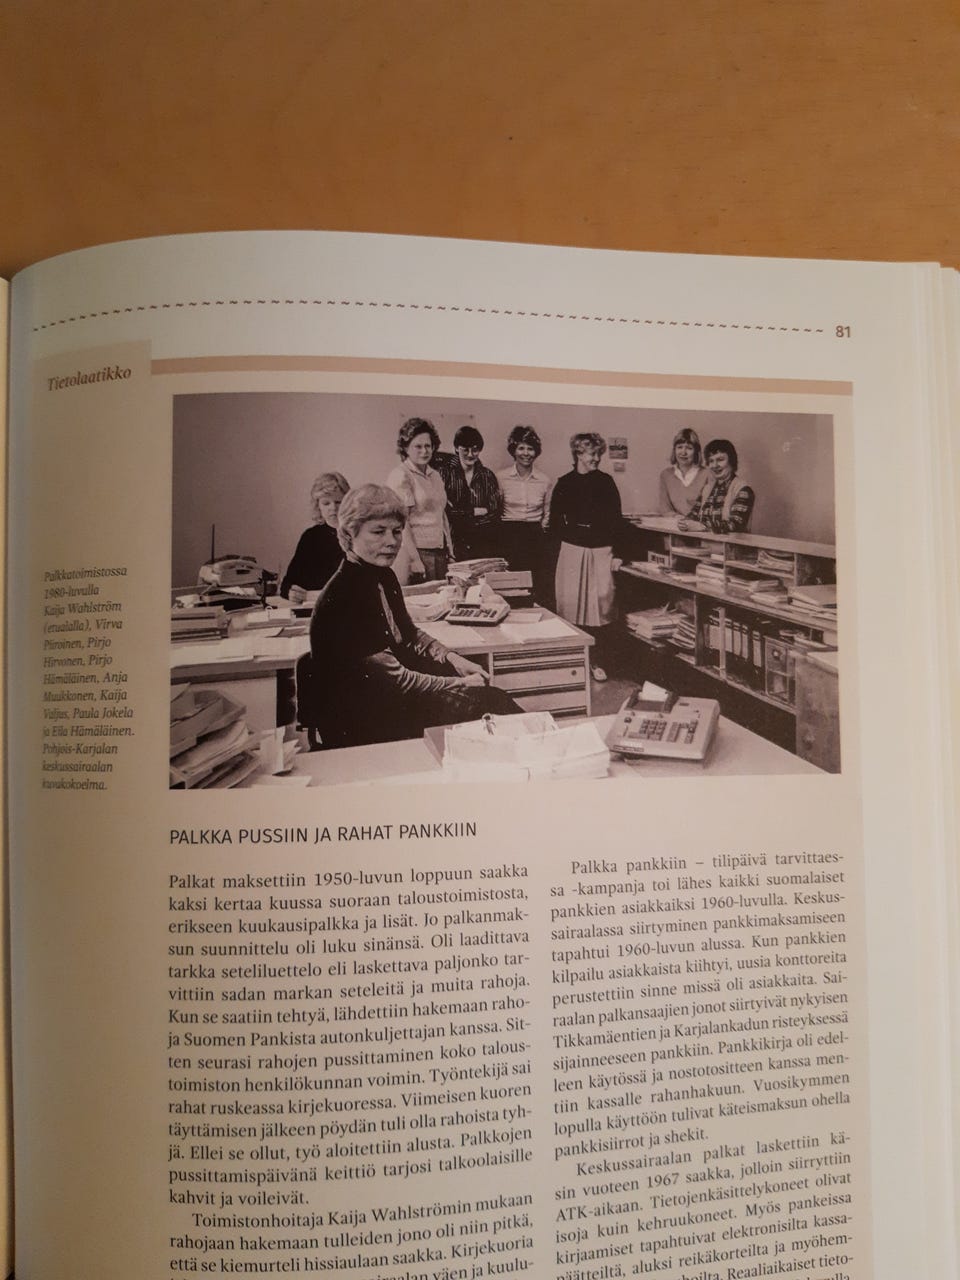 81
Tietolaatikko
Palkkatoimistossa
1980-luvulla
Kaija Wahlström
(etualalla), Virva
Piiroinen, Pirjo
Hirvonen, Pirjo
Hämäläinen, Anja
Muukkonen, Kaija
Valjus, Paula Jokela
ja Eila Hämäläinen.
Pohjois-Karjalan
keskussairaalan
kuvakokoelma.
PALKKA PUSSIIN JA RAHAT PANKKIIN
Palkat maksettiin 1950-luvun loppuun saakka
kaksi kertaa kuussa suoraan taloustoimistosta,
erikseen kuukausipalkka ja lisät. Jo palkanmak-
sun suunnittelu oli luku sinänsä. Oli laadittava
tarkka seteliluettelo eli laskettava paljonko tar-
vittiin sadan markan seteleitä ja muita rahoja.
Kun se saatiin tehtyä, lähdettiin hakemaan raho-
ja Suomen Pankista autonkuljettajan kanssa. Sit-
ten seurasi rahojen pussittaminen koko talous-
toimiston henkilökunnan voimin. Työntekijä sai
rahat ruskeassa kirjekuoressa. Viimeisen kuoren
täyttämisen jälkeen pöydän tuli olla rahoista tyh-
jä. Ellei se ollut, työ aloitettiin alusta. Palkkojen
pussittamispäivänä keittiö tarjosi talkoolaisille
kahvit ja voileivät.
Toimistonhoitaja Kaija Wahlströmin mukaan
rahojaan hakemaan tulleiden jono oli niin pitkä,
että se kiemurteli hissiaulaan saakka. Kirjekuoria
väen ja kuulu-
Palkka pankkiin – tilipäivä tarvittaes-
sa -kampanja toi lähes kaikki suomalaiset
pankkien asiakkaiksi 1960-luvulla. Keskus-
sairaalassa siirtyminen pankkimaksamiseen
tapahtui 1960-luvun alussa. Kun pankkien
kilpailu asiakkaista kiihtyi, uusia konttoreita
perustettiin sinne missä oli asiakkaita. Sai-
raalan palkansaajien jonot siirtyivät nykyisen
Tikkamäentien ja Karjalankadun risteyksessä
sijainneeseen pankkiin. Pankkikirja oli edel-
leen käytössä ja nostotositteen kanssa men-
tiin kassalle rahanhakuun. Vuosikymmen
lopulla käyttöön tulivat käteismaksun ohella
pankkisiirrot ja shekit.
Keskussairaalan palkat laskettiin kä-
sin vuoteen 1967 saakka, jolloin siirryttiin
ATK-aikaan. Tietojenkäsittelykoneet olivat
isoja kuin kehruukoneet. Myös pankeissa
kirjaamiset tapahtuivat elektronisilta kassa-
päätteiltä, aluksi reikäkorteilta ja myöhem-
Reaaliaikaiset tieto-